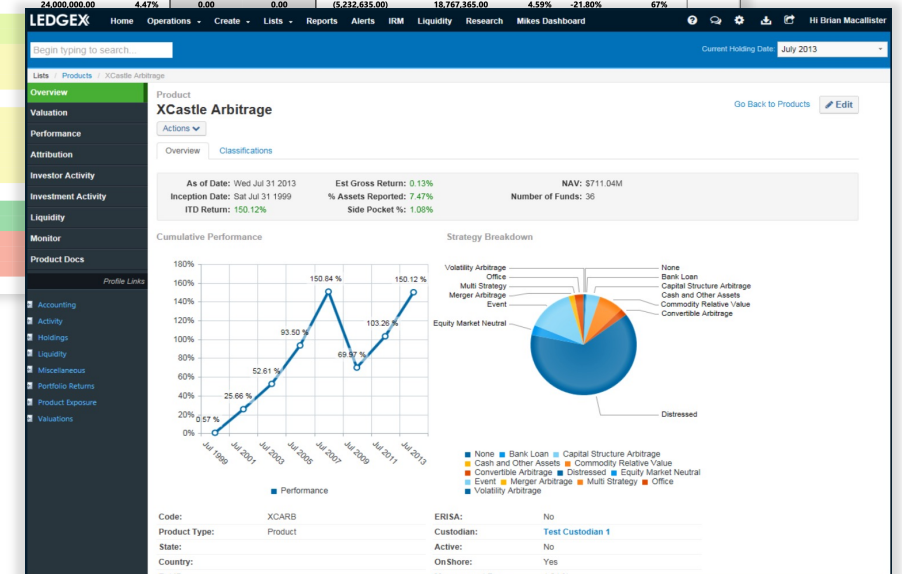 24,000,000.00 4.47% 0.00 0.00 (5,232,635.00) 18,767,365.00 4.59% -21.80% 67%
LEDGEX Home Operations Create Lists Reports Alerts IRM Liquidity Research Mikes Dashboard Hi Brian Macallister
Begin typing to search... Current Holding Date: July 2013
Lists / Products / XCastle Arbitrage
Overview
Valuation
Performance
Attribution
Investor Activity
Investment Activity
Liquidity
Monitor
Product Docs
Profile Links
Accounting
Activity
Holdings
Liquidity
Miscellaneous
Portfolio Returns
Product Exposure
Valuations
Product
XCastle Arbitrage
Go Back to Products Edit
Actions
Overview Classifications
As of Date: Wed Jul 31 2013 Est Gross Return: 0.13% NAV: $711.04M
Inception Date: Sat Jul 31 1999 % Assets Reported: 7.47% Number of Funds: 36
ITD Return: 150.12% Side Pocket %: 1.08%
Cumulative Performance
180%
160%
140%
120%
100%
80%
60%
40%
20%
0%
0.57 %
25.66 %
52.61 %
93.50 %
150.84 %
69.97 %
103.26 %
150.12 %
Jul 1999
Jul 2001
Jul 2003
Jul 2005
Jul 2007
Jul 2009
Jul 2011
Jul 2013
Performance
Strategy Breakdown
Volatility Arbitrage
Office
Multi Strategy
Merger Arbitrage
Event
Equity Market Neutral
None
Bank Loan
Capital Structure Arbitrage
Cash and Other Assets
Commodity Relative Value
Convertible Arbitrage
Distressed
None Bank Loan Capital Structure Arbitrage
Cash and Other Assets Commodity Relative Value
Convertible Arbitrage Distressed Equity Market Neutral
Event Merger Arbitrage Multi Strategy Office
Volatility Arbitrage
Code: XCARB ERISA: No
Product Type: Product Custodian: Test Custodian 1
State: Active: No
Country: OnShore: Yes